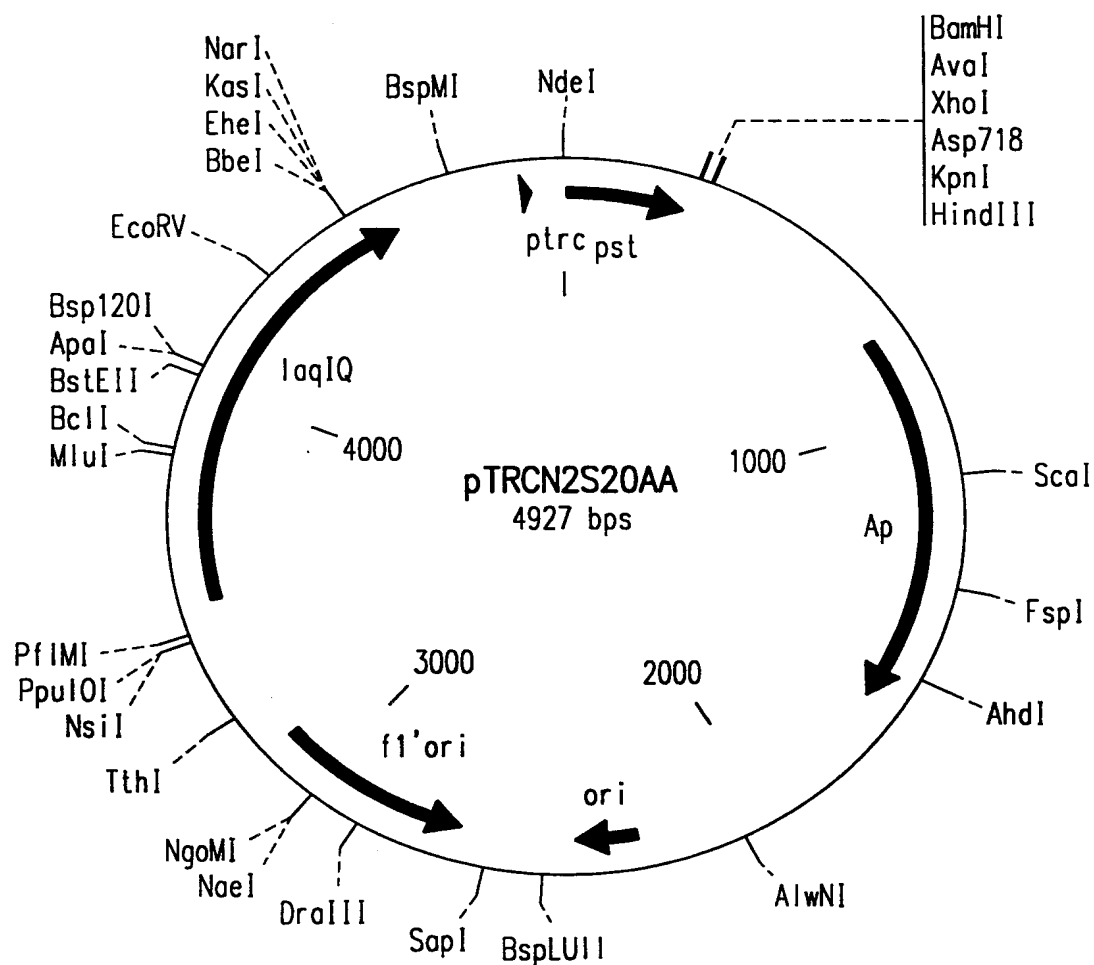 NarI
KasI
EheI
BbeI
BspMI
NdeI
BamHI
AvaI
XhoI
Asp718
KpnI
HindIII
EcoRV
ptrc
pst
Bsp120I
ApaI
BstEII
BclI
MluI
laqIQ
4000
1000
pTRCN2S20AA
4927 bps
ScaI
Ap
FspI
PflMI
Ppu10I
NsiI
3000
2000
AhdI
TthI
f1'ori
ori
NgoMI
NaeI
DraIII
SapI
BspLU11
AlwNI